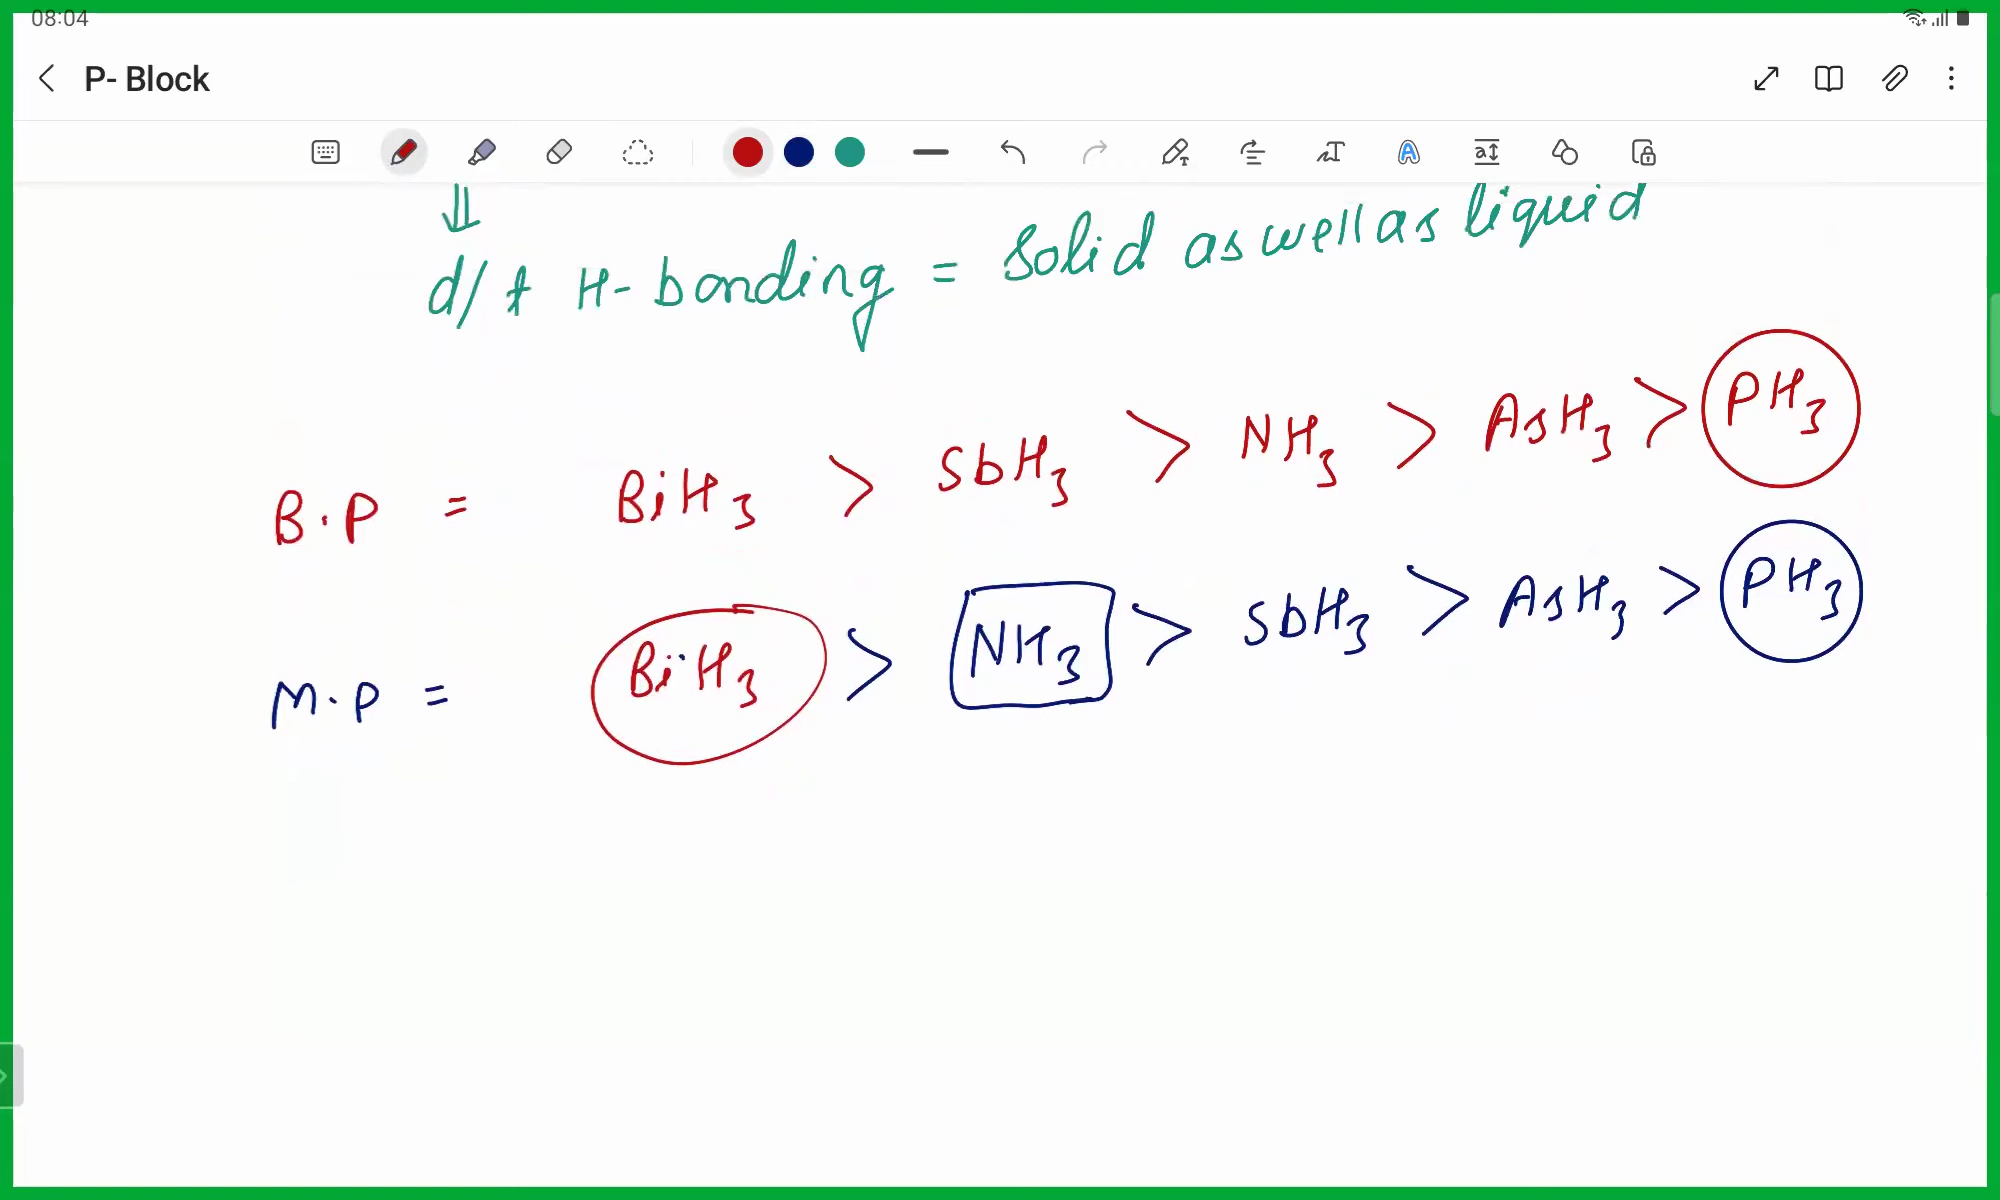 08:04
P- Block
d/t H-bonding = solid as well as liquid
B.P = BiH3 > SbH3 > NH3 > AsH3 > PH3
M.P = BiH3 > NH3 > SbH3 > AsH3 > PH3